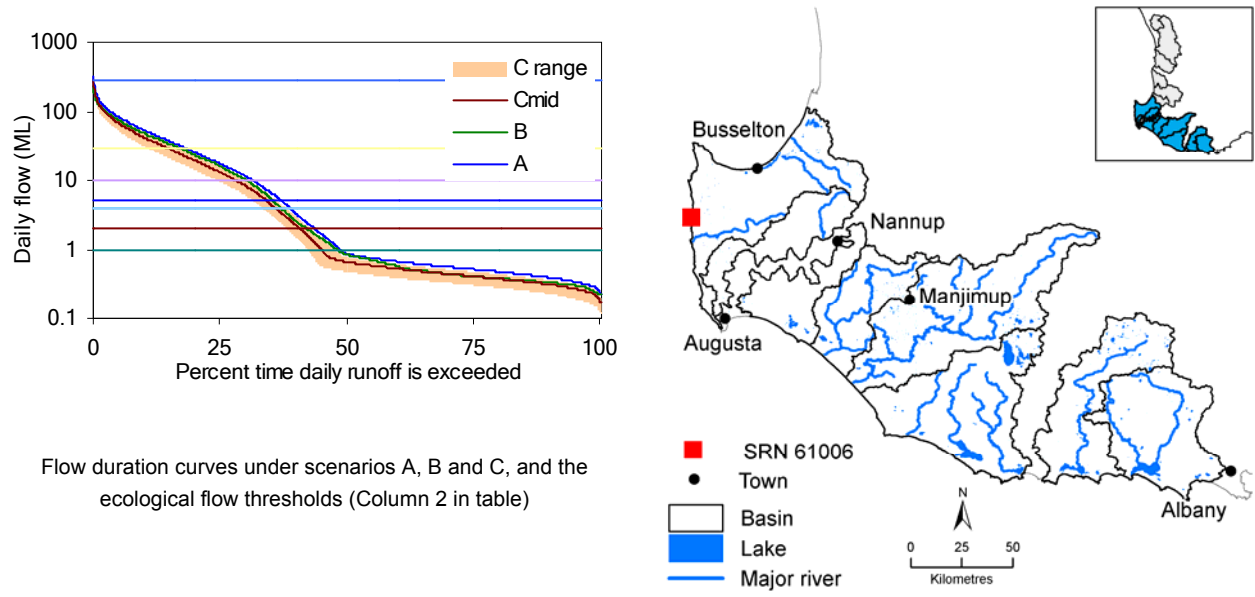 1000
100
10
1
0.1
Daily flow (ML)
C range
Cmid
B
A
0
25
50
75
100
Percent time daily runoff is exceeded
Flow duration curves under scenarios A, B and C, and the
ecological flow thresholds (Column 2 in table)
Busselton
Nannup
Manjimup
Augusta
Albany
SRN 61006
Town
Basin
Lake
Major river
N
0 25 50
Kilometres